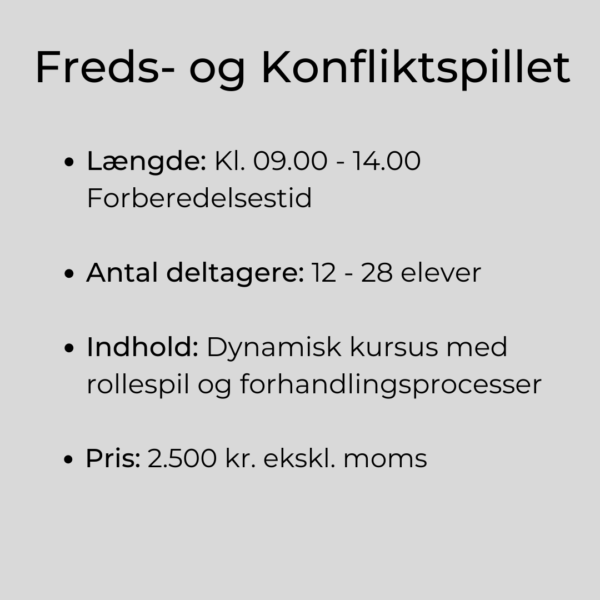 Freds- og Konfliktspillet
• Længde: Kl. 09.00 - 14.00
Forberedelsestid
• Antal deltagere: 12 - 28 elever
• Indhold: Dynamisk kursus med
rollespil og forhandlingsprocesser
• Pris: 2.500 kr. ekskl. moms